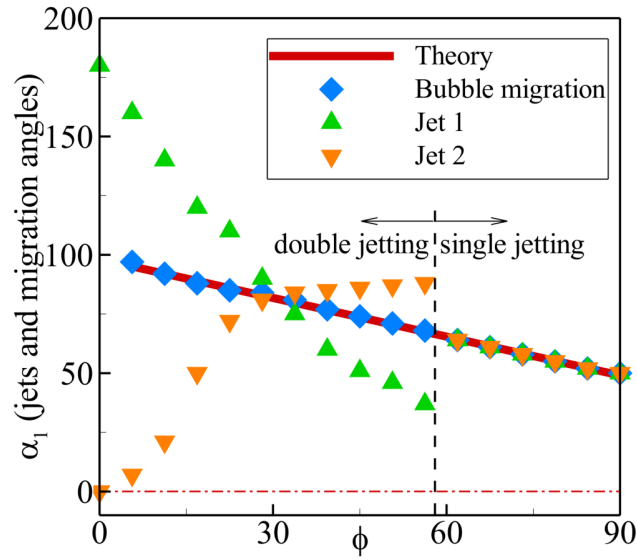 200
150
100
50
0
α₁ (jets and migration angles)
Theory
Bubble migration
Jet 1
Jet 2
double jetting single jetting
0 30 60 90
ϕ